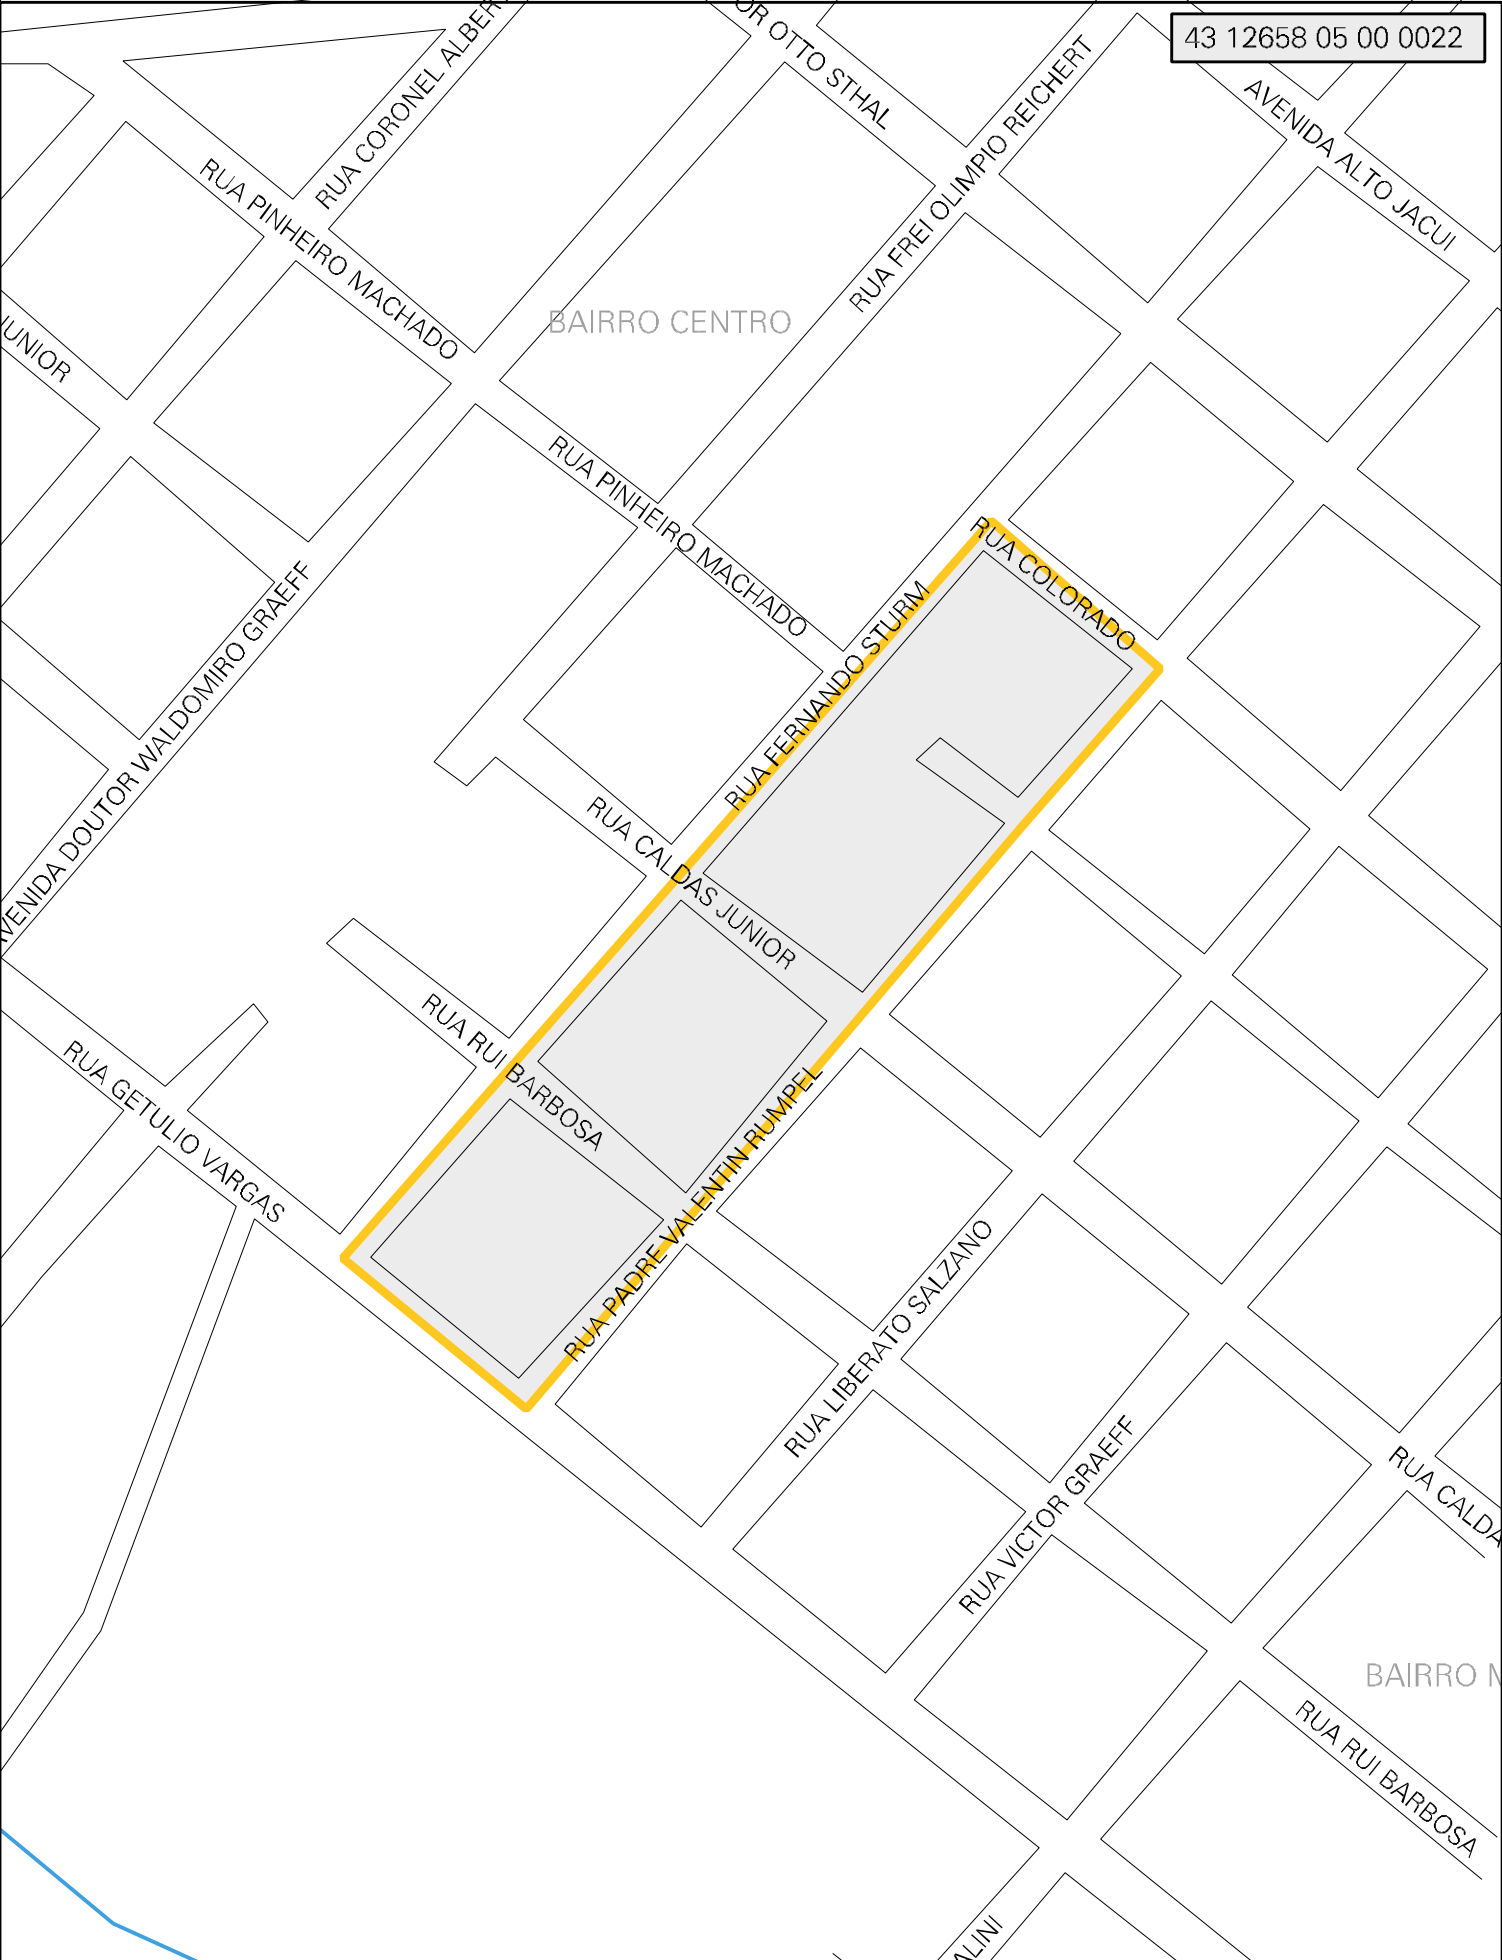 43 12658 05 00 0022
RUA CORONEL ALBER
OR OTTO STHAL
RUA FREI OLIMPIO REICHERT
AVENIDA ALTO JACUI
RUA PINHEIRO MACHADO
BAIRRO CENTRO
JUNIOR
RUA PINHEIRO MACHADO
RUA COLORADO
RUA FERNANDO STURM
AVENIDA DOUTOR WALDOMIRO GRAEFF
RUA CALDAS JUNIOR
RUA RUI BARBOSA
RUA GETULIO VARGAS
RUA PADRE VALENTIN RUMPEL
RUA LIBERATO SALZANO
RUA VICTOR GRAEFF
RUA CALDA
BAIRRO M
RUA RUI BARBOSA
ALINI